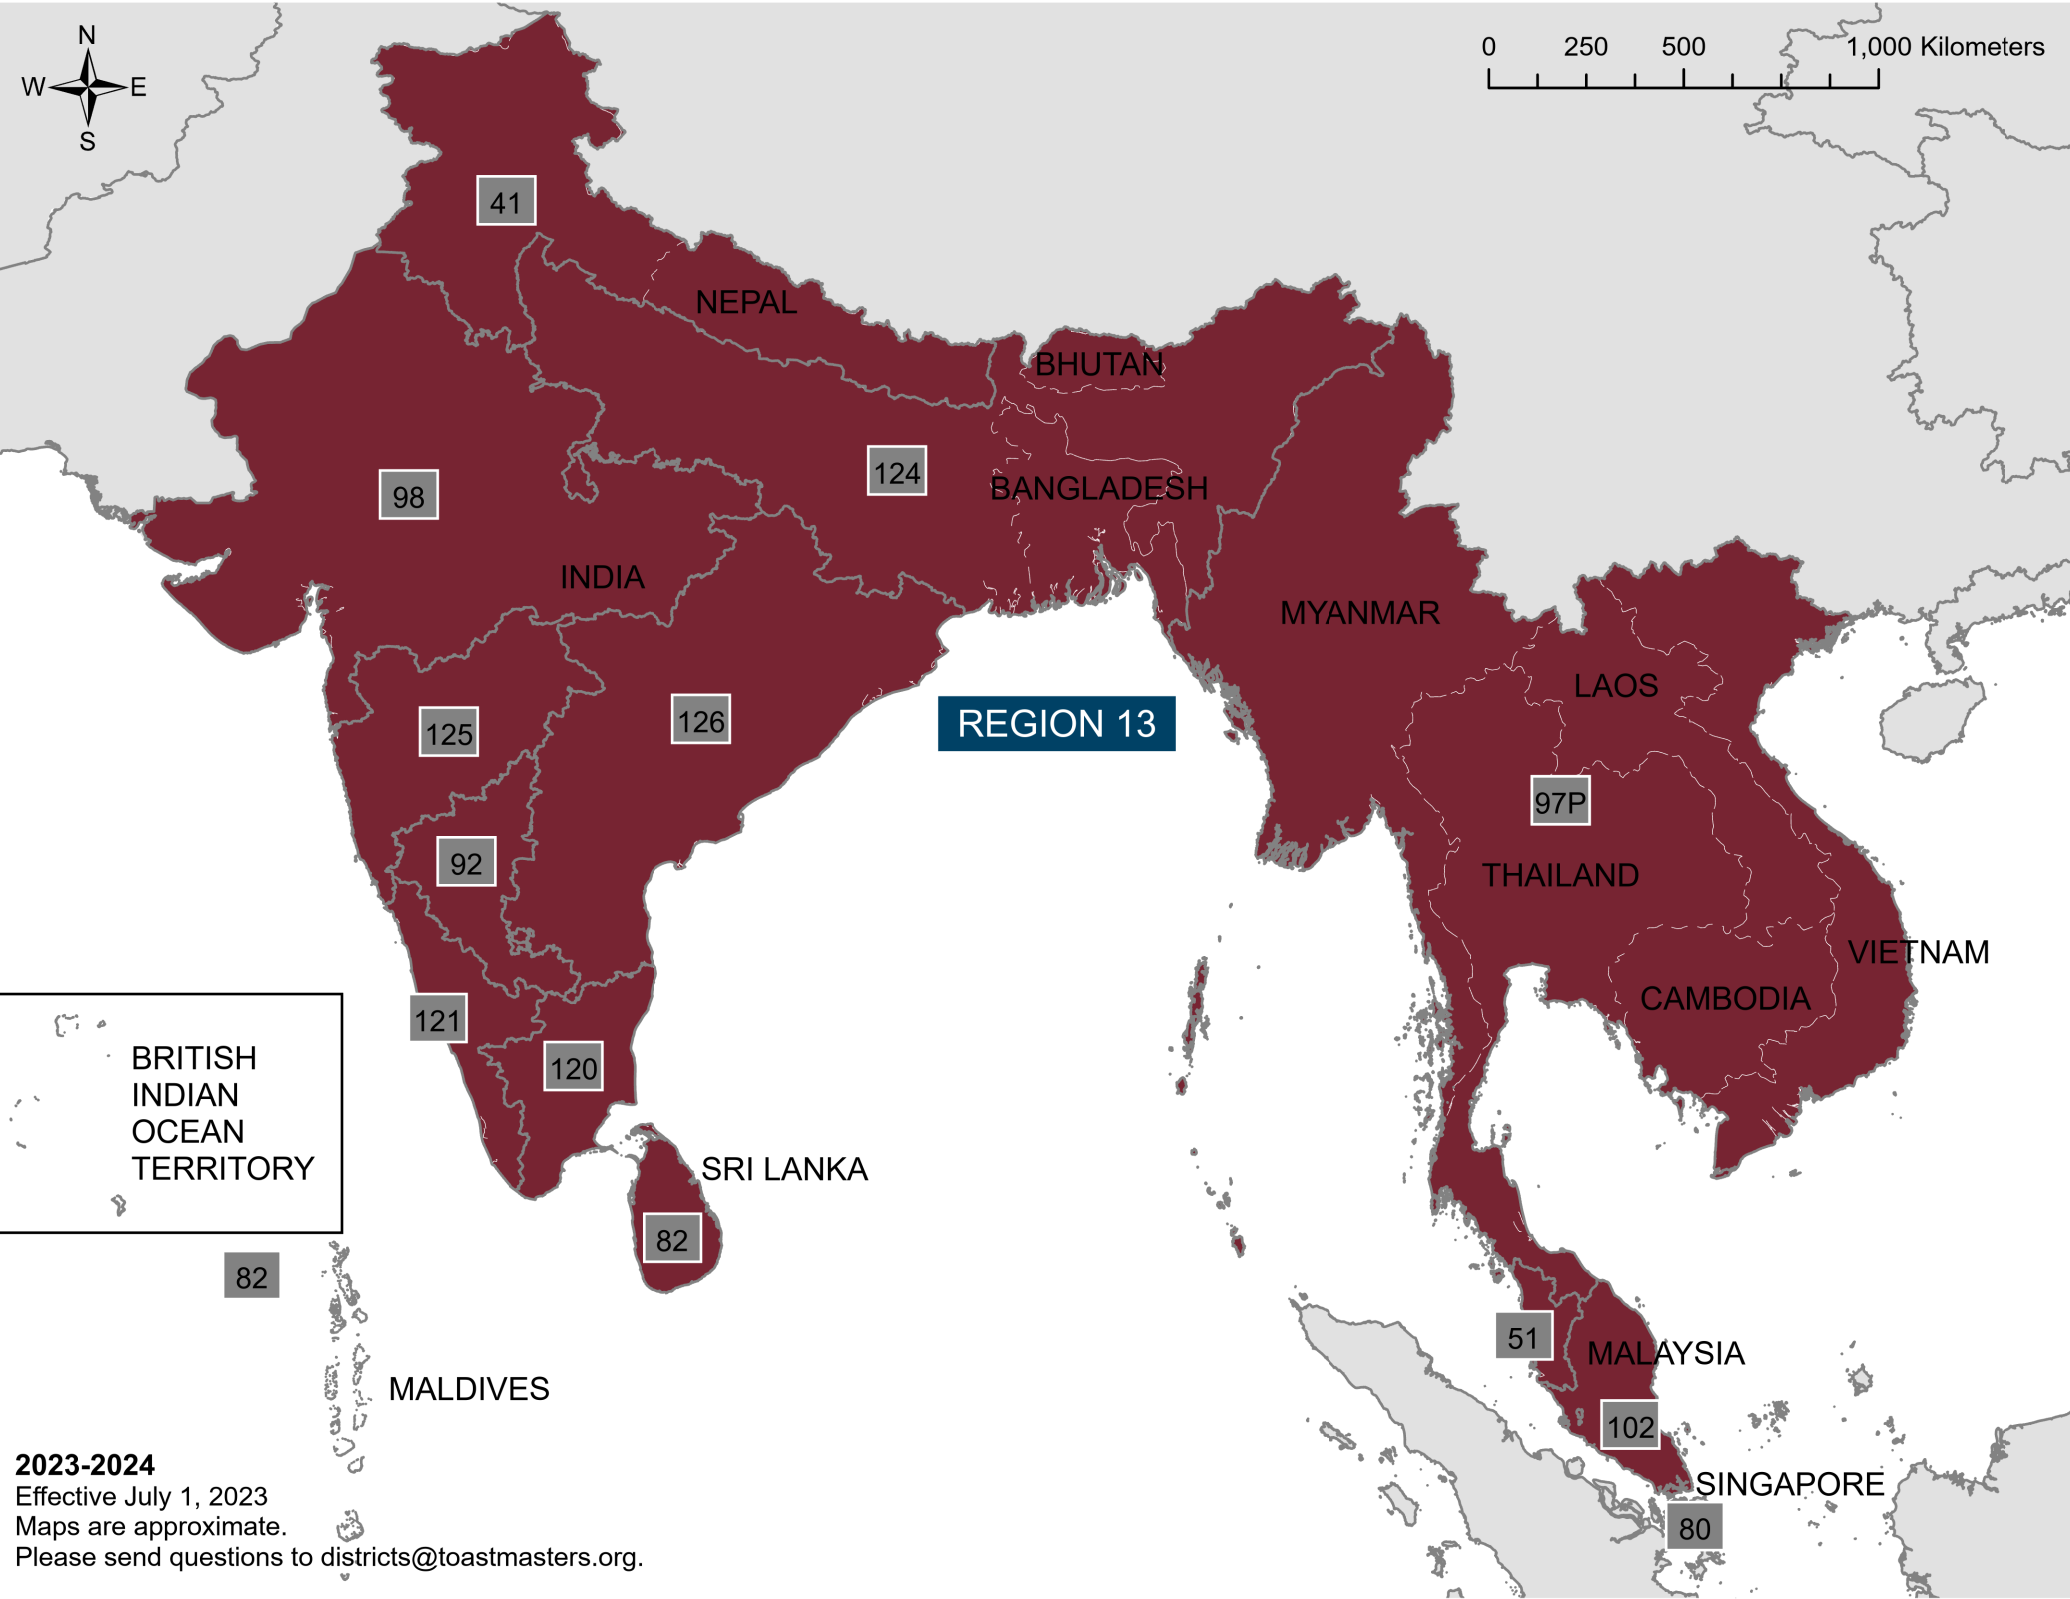 N
W E
S
0 250 500 1,000 Kilometers
41
NEPAL
BHUTAN
124
98
BANGLADESH
INDIA
MYANMAR
LAOS
125
126
REGION 13
97P
92
THAILAND
VIETNAM
CAMBODIA
121
120
BRITISH
INDIAN
OCEAN
TERRITORY
SRI LANKA
82
82
51
MALAYSIA
MALDIVES
102
SINGAPORE
80
2023-2024
Effective July 1, 2023
Maps are approximate.
Please send questions to districts@toastmasters.org.